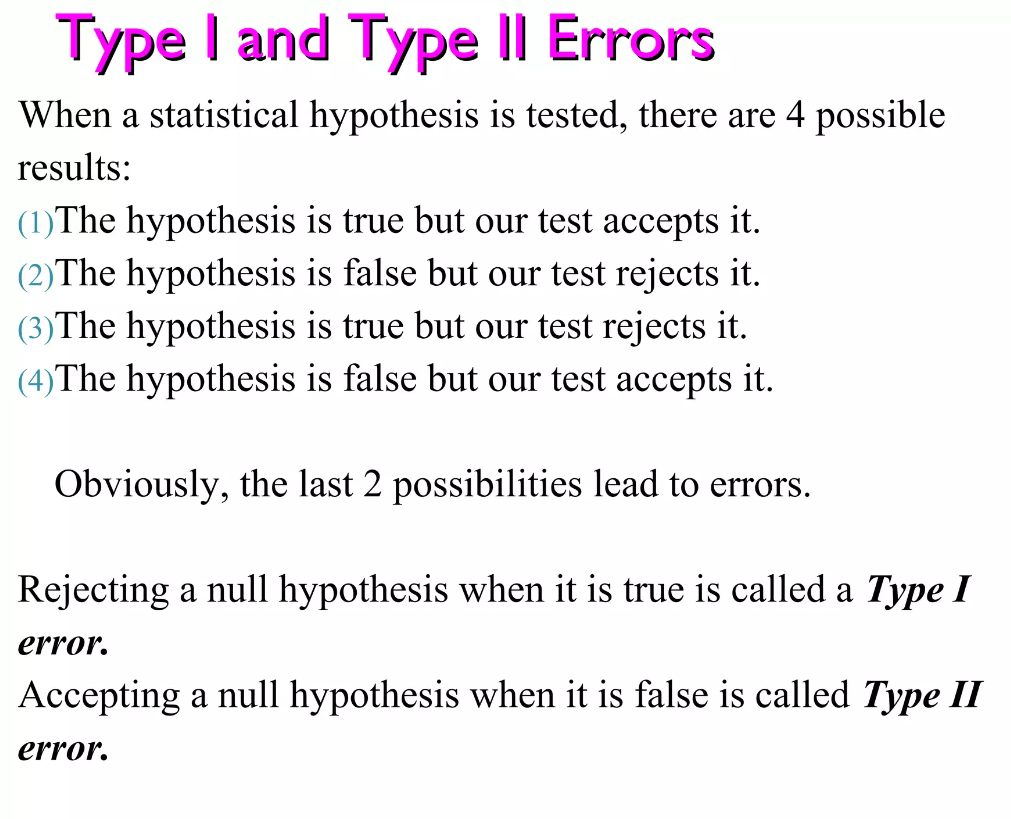 Type I and Type II Errors
When a statistical hypothesis is tested, there are 4 possible
results:
(1)The hypothesis is true but our test accepts it.
(2)The hypothesis is false but our test rejects it.
(3)The hypothesis is true but our test rejects it.
(4)The hypothesis is false but our test accepts it.
Obviously, the last 2 possibilities lead to errors.
Rejecting a null hypothesis when it is true is called a Type I
error.
Accepting a null hypothesis when it is false is called Type II
error.